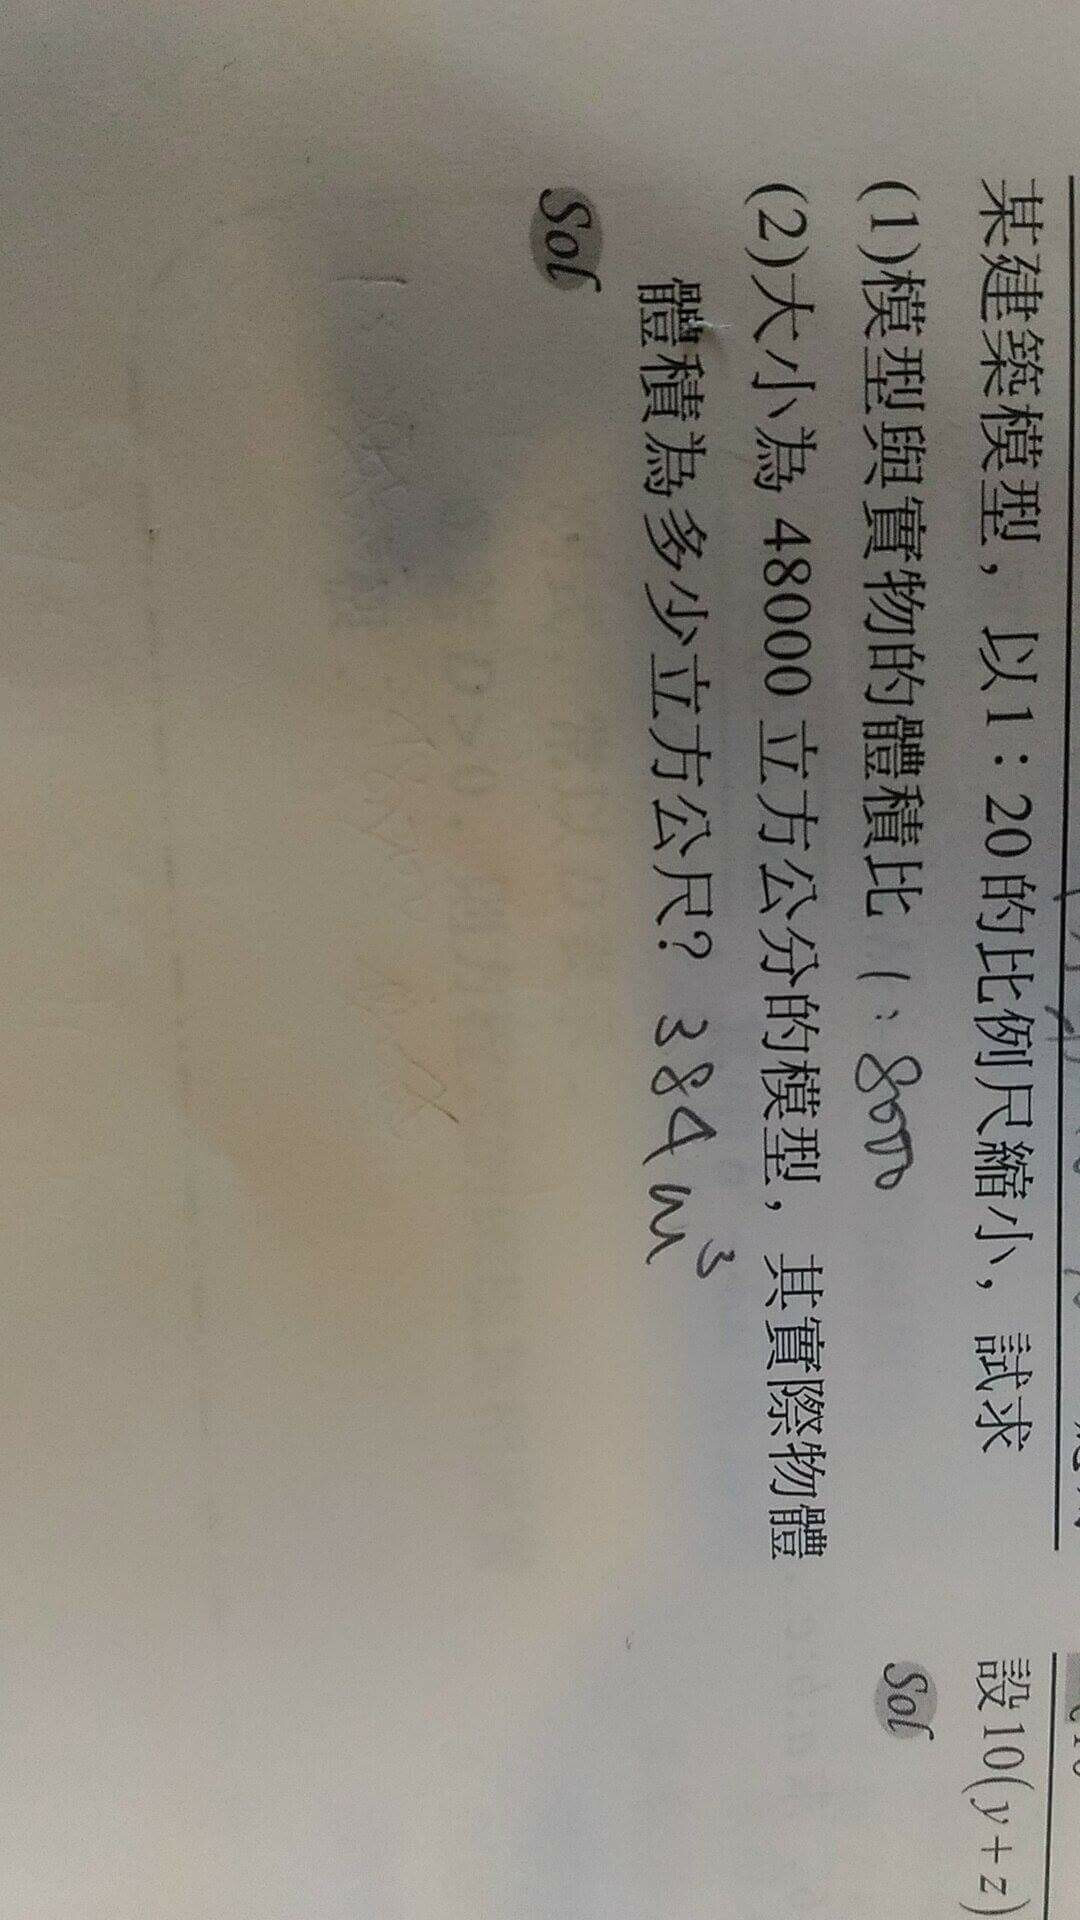 某建築模型，以1：20的比例尺縮小，試求
(1)模型與實物的體積比 1：8000
(2)大小為 48000 立方公分的模型，其實際物體
體積為多少立方公尺？ 384 m³
Sol
設10(y+z)
Sol